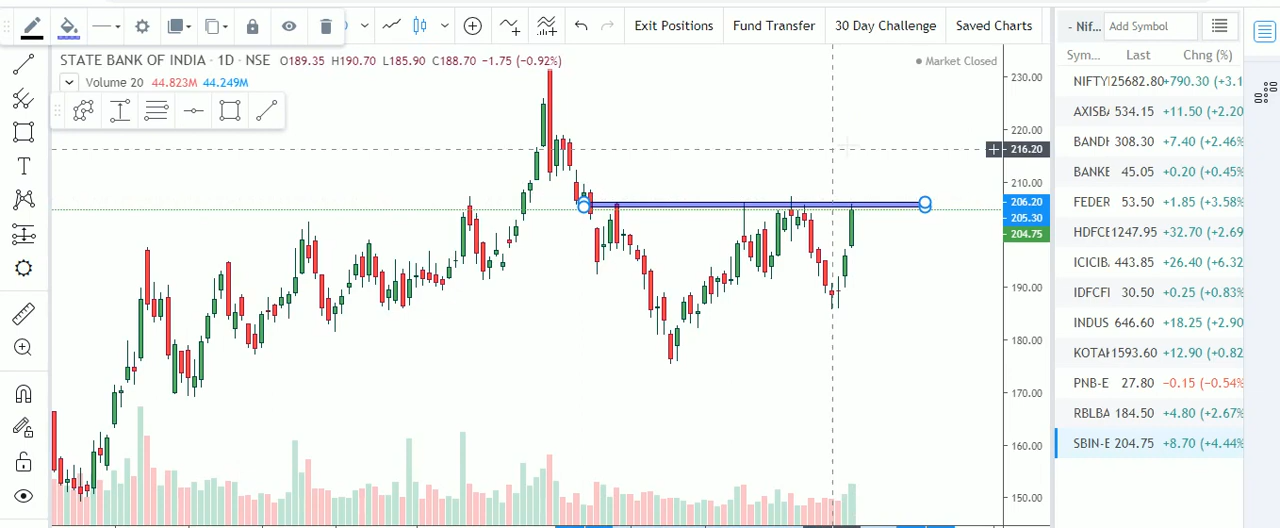 Exit Positions Fund Transfer 30 Day Challenge Saved Charts
- Nif... Add Symbol
STATE BANK OF INDIA · 1D · NSE O189.35 H190.70 L185.90 C188.70 −1.75 (−0.92%)
Market Closed
Sym... Last Chng (%)
Volume 20 44.823M 44.249M
T
230.00
220.00
216.20
210.00
206.20
205.30
204.75
190.00
180.00
170.00
160.00
150.00
NIFTY 25682.80 +790.30 (+3.1
AXISBA 534.15 +11.50 (+2.20
BANDH 308.30 +7.40 (+2.46%
BANKE 45.05 +0.20 (+0.45%
FEDER 53.50 +1.85 (+3.58%
HDFCE 1247.95 +32.70 (+2.69
ICICIB 443.85 +26.40 (+6.32
IDFCFI 30.50 +0.25 (+0.83%
INDUS 646.60 +18.25 (+2.90
KOTAK 1593.60 +12.90 (+0.82
PNB-E 27.80 −0.15 (−0.54%
RBLBA 184.50 +4.80 (+2.67%
SBIN-E 204.75 +8.70 (+4.44%